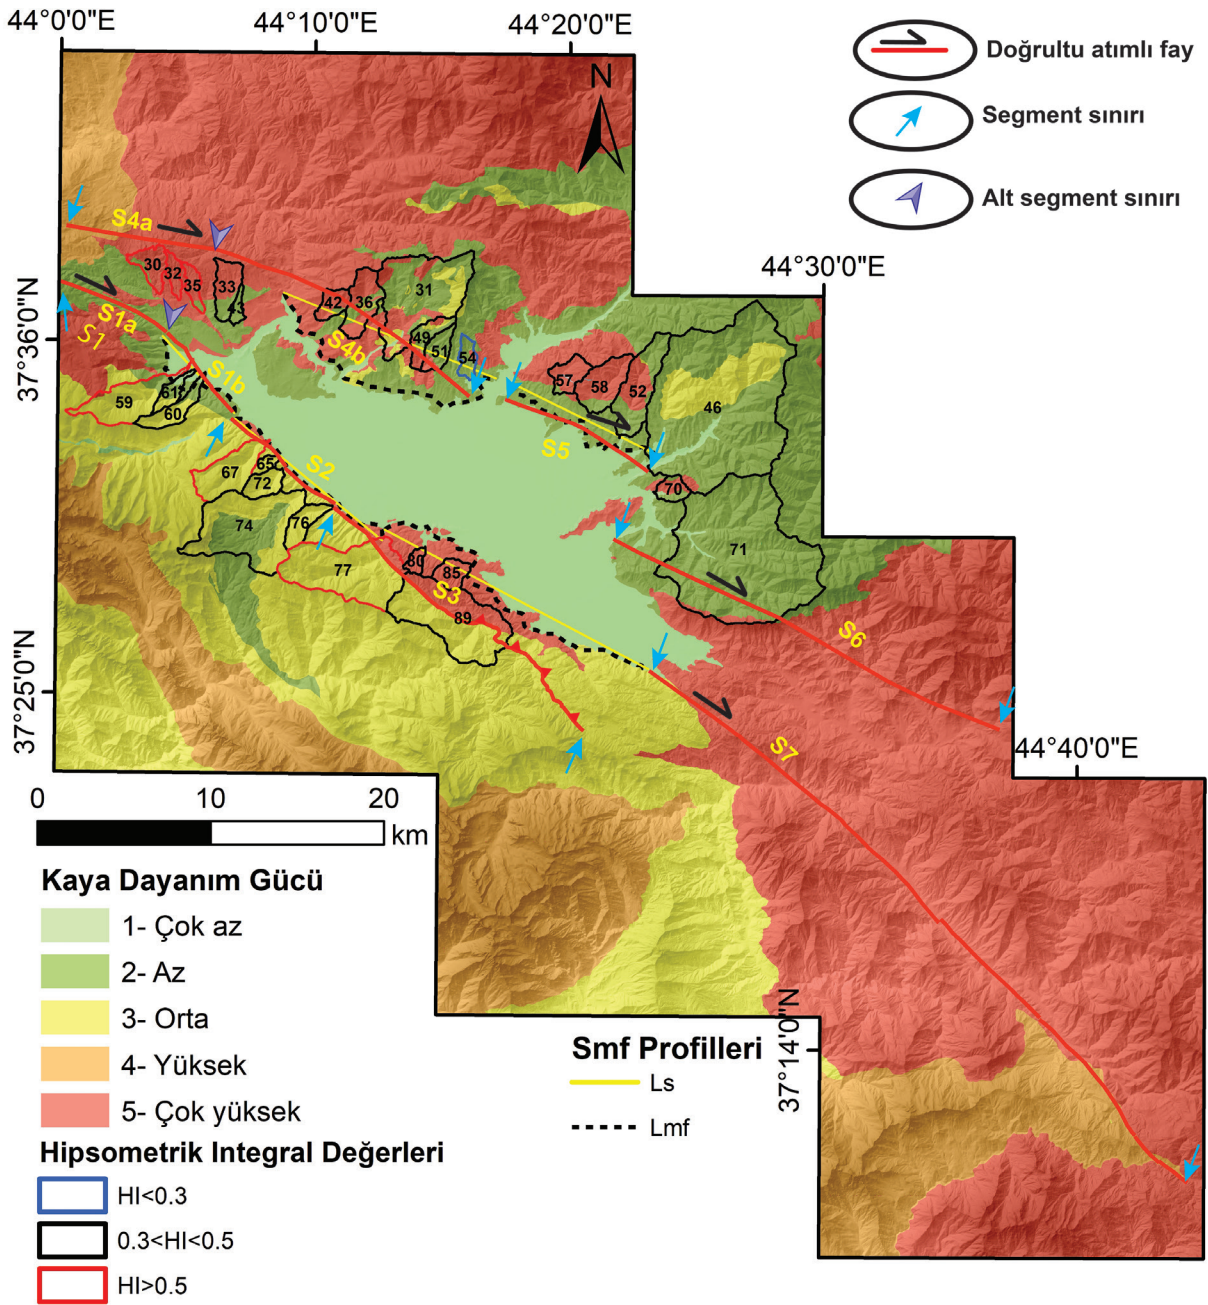 44°0'0"E
44°10'0"E
44°20'0"E
Doğrultu atımlı fay
Segment sınırı
Alt segment sınırı
N
44°30'0"E
37°36'0"N
S4a
30
32
35
33
43
31
42
36
S1a
S1
S4b
49
51
54
57
58
52
46
S1b
59
61
60
S5
S2
65
67
72
70
74
76
71
77
80
85
S3
89
S6
37°25'0"N
S7
44°40'0"E
0
10
20
km
Kaya Dayanım Gücü
1- Çok az
2- Az
3- Orta
4- Yüksek
5- Çok yüksek
37°14'0"N
Smf Profilleri
Ls
Lmf
Hipsometrik Integral Değerleri
HI<0.3
0.3<HI<0.5
HI>0.5